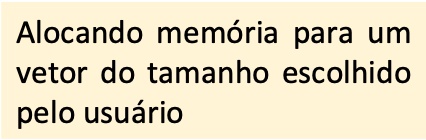 Alocando memória para um
vetor do tamanho escolhido
pelo usuário